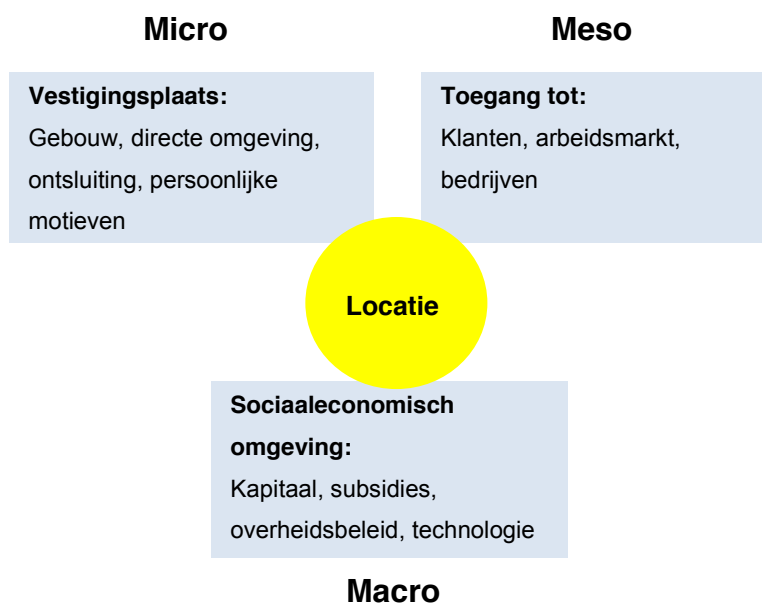 Micro
Meso
Vestigingsplaats:
Gebouw, directe omgeving,
ontsluiting, persoonlijke
motieven
Toegang tot:
Klanten, arbeidsmarkt,
bedrijven
Locatie
Sociaaleconomisch
omgeving:
Kapitaal, subsidies,
overheidsbeleid, technologie
Macro